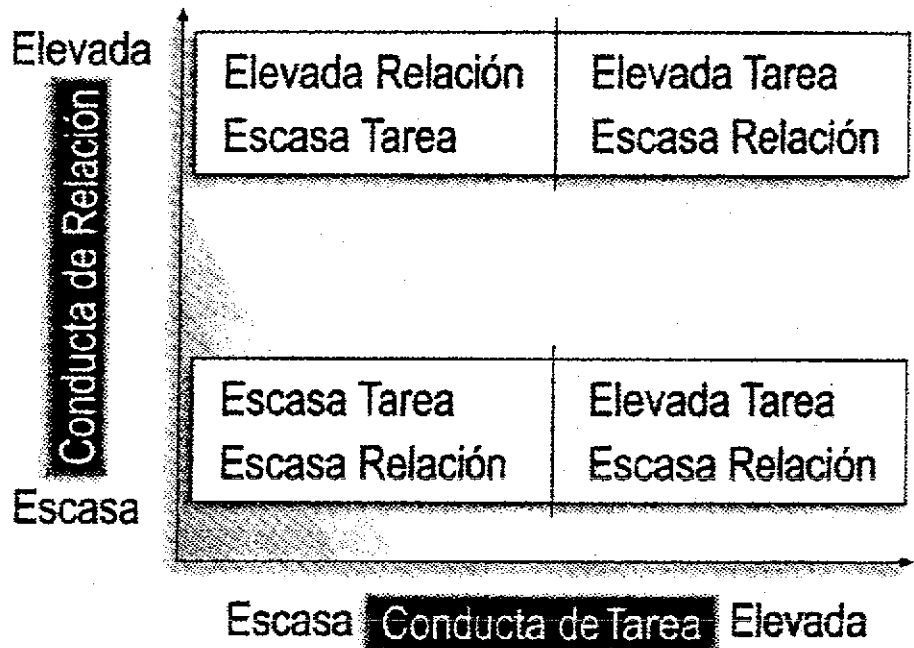 Elevada
Conducta de Relación
Escasa
Elevada Relación
Escasa Tarea
Elevada Tarea
Escasa Relación
Escasa Tarea
Escasa Relación
Elevada Tarea
Escasa Relación
Escasa Conducta de Tarea Elevada